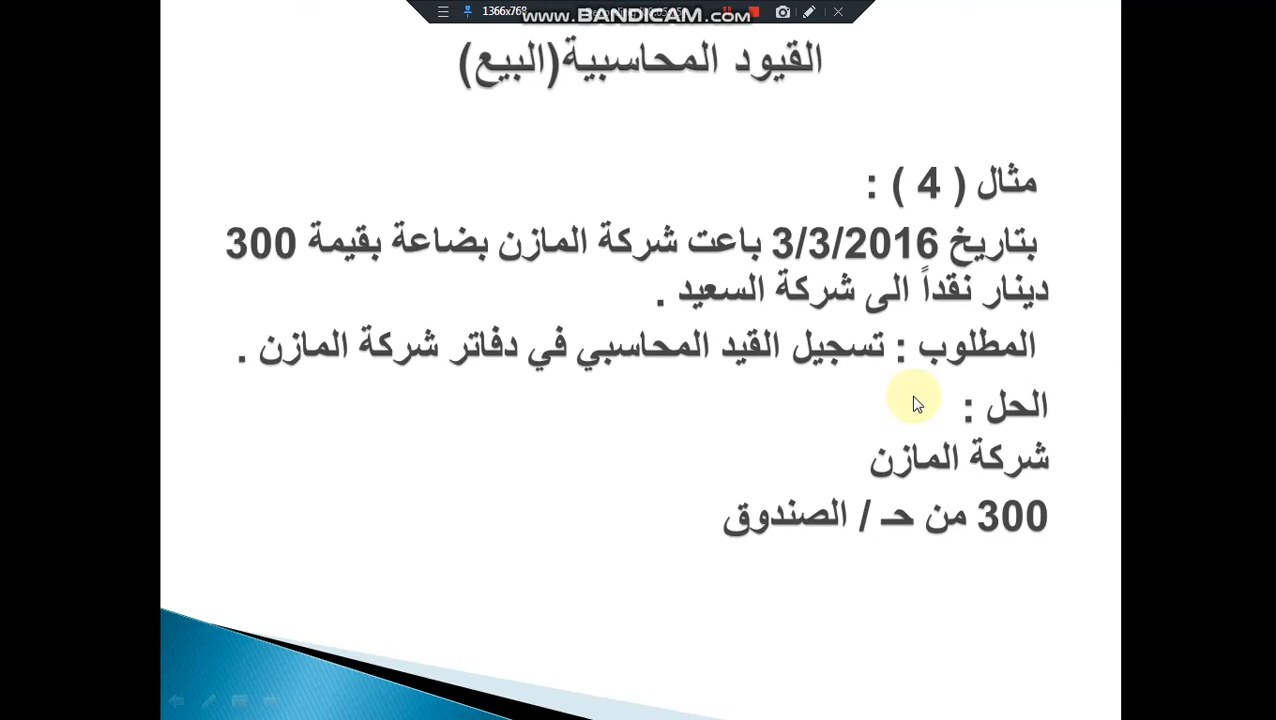 1366x768
www.BANDICAM.com
القيود المحاسبية(البيع)
مثال ( 4 ) :
بتاريخ 3/3/2016 باعت شركة المازن بضاعة بقيمة 300
دينار نقداً الى شركة السعيد .
المطلوب : تسجيل القيد المحاسبي في دفاتر شركة المازن .
الحل :
شركة المازن
300 من حـ / الصندوق